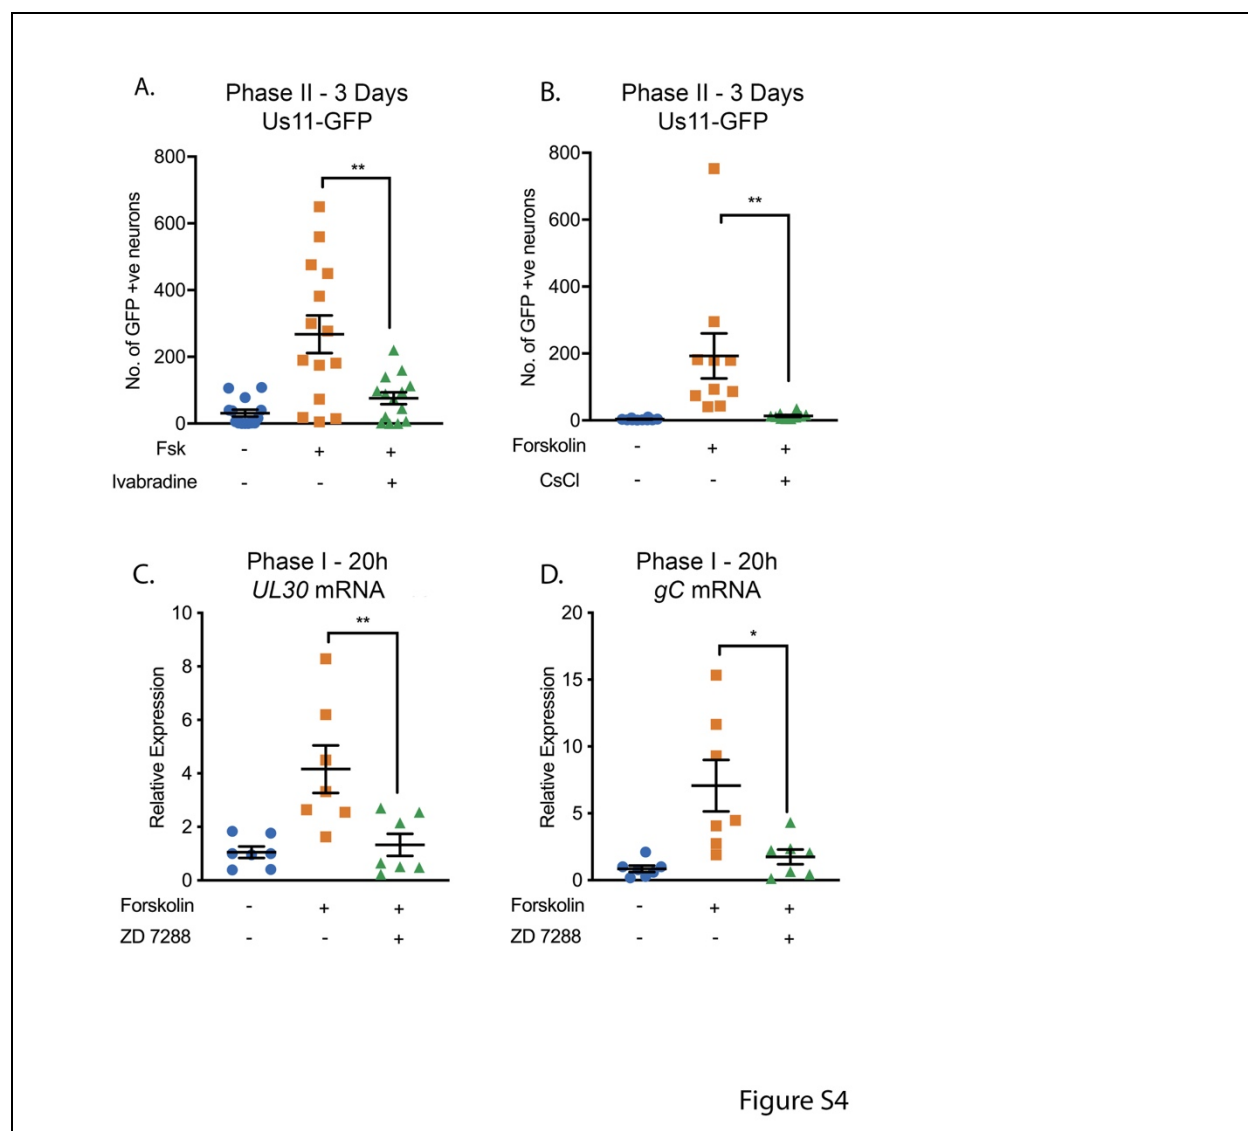 A.
Phase II - 3 Days
Us11-GFP
No. of GFP +ve neurons
800
600
400
200
0
**
Fsk - + +
Ivabradine - - +
B.
Phase II - 3 Days
Us11-GFP
No. of GFP +ve neurons
800
600
400
200
0
**
Forskolin - + +
CsCl - - +
C.
Phase I - 20h
UL30 mRNA
Relative Expression
10
8
6
4
2
0
**
Forskolin - + +
ZD 7288 - - +
D.
Phase I - 20h
gC mRNA
Relative Expression
20
15
10
5
0
*
Forskolin - + +
ZD 7288 - - +
Figure S4